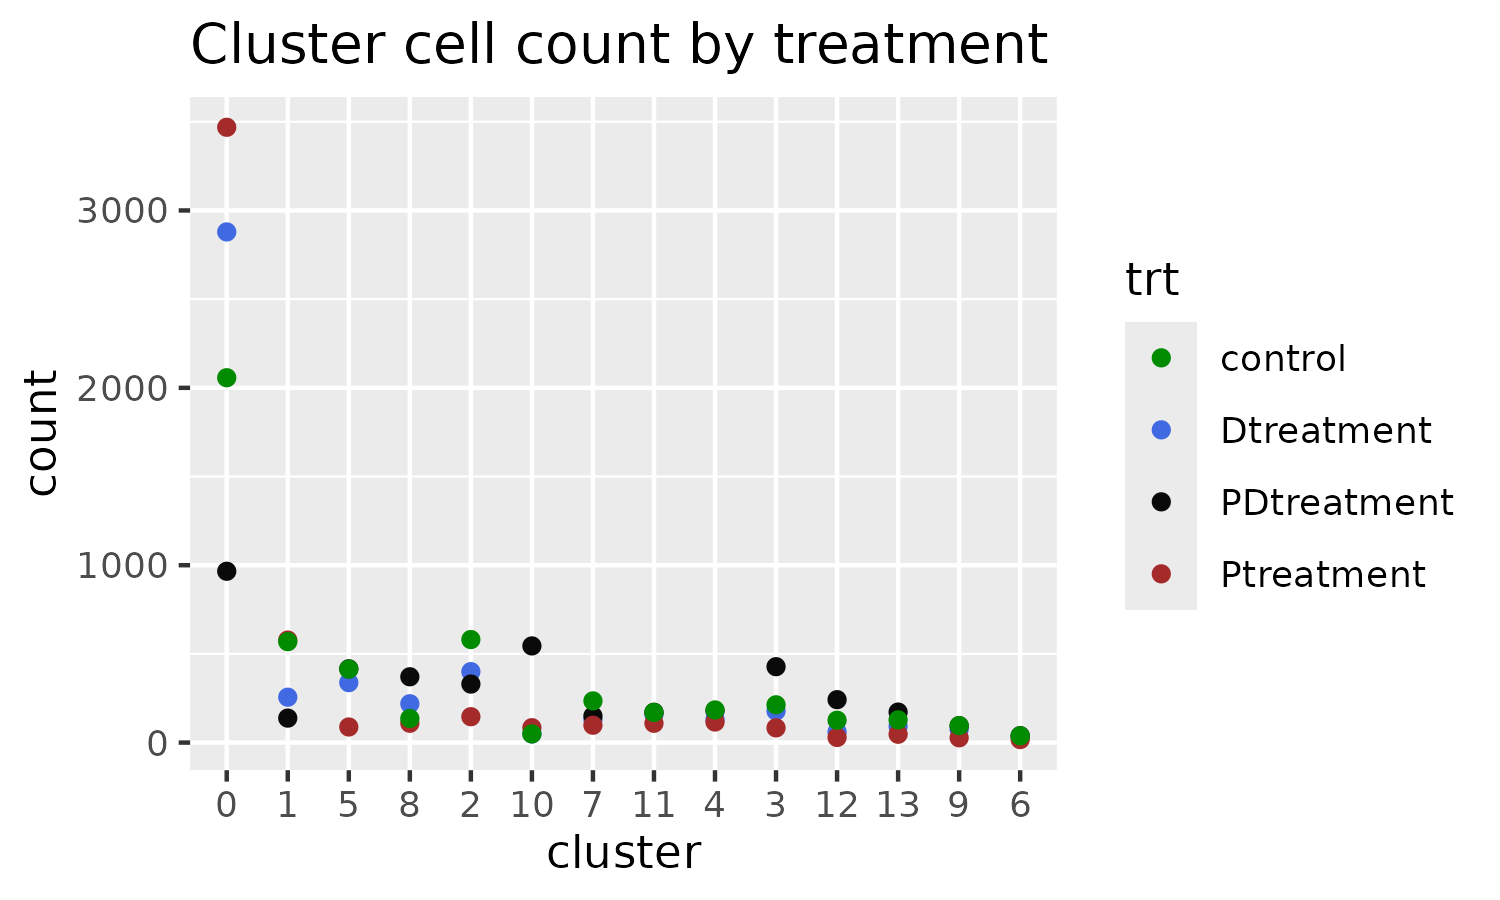 Cluster cell count by treatment
count
3000
2000
1000
0
0 1 5 8 2 10 7 11 4 3 12 13 9 6
cluster
trt
control
Dtreatment
PDtreatment
Ptreatment